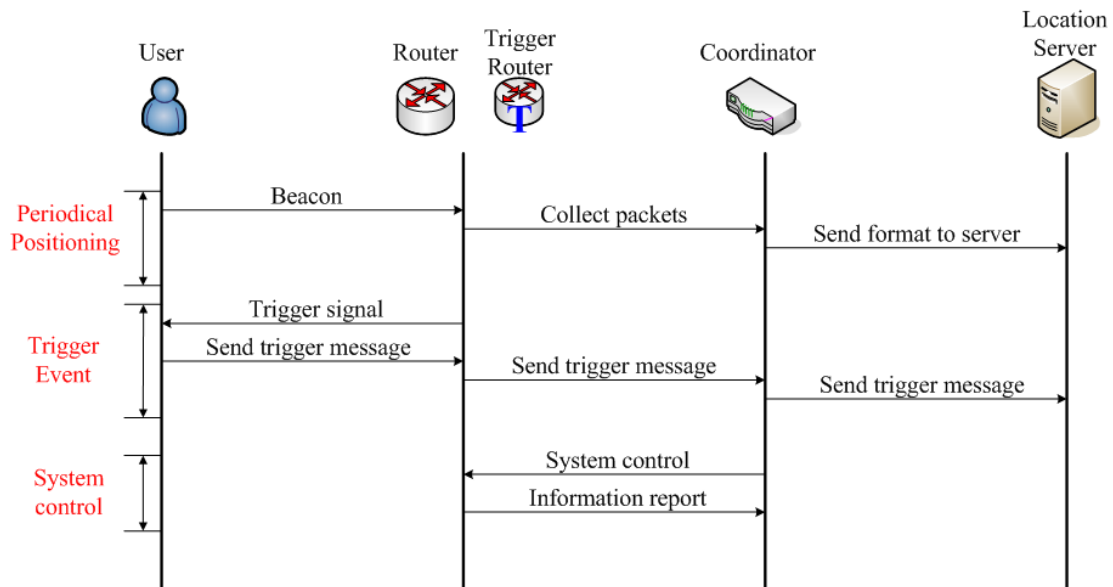 User
Router
Trigger
Router
T
Coordinator
Location
Server
Periodical
Positioning
Beacon
Collect packets
Send format to server
Trigger
Event
Trigger signal
Send trigger message
Send trigger message
Send trigger message
System
control
System control
Information report